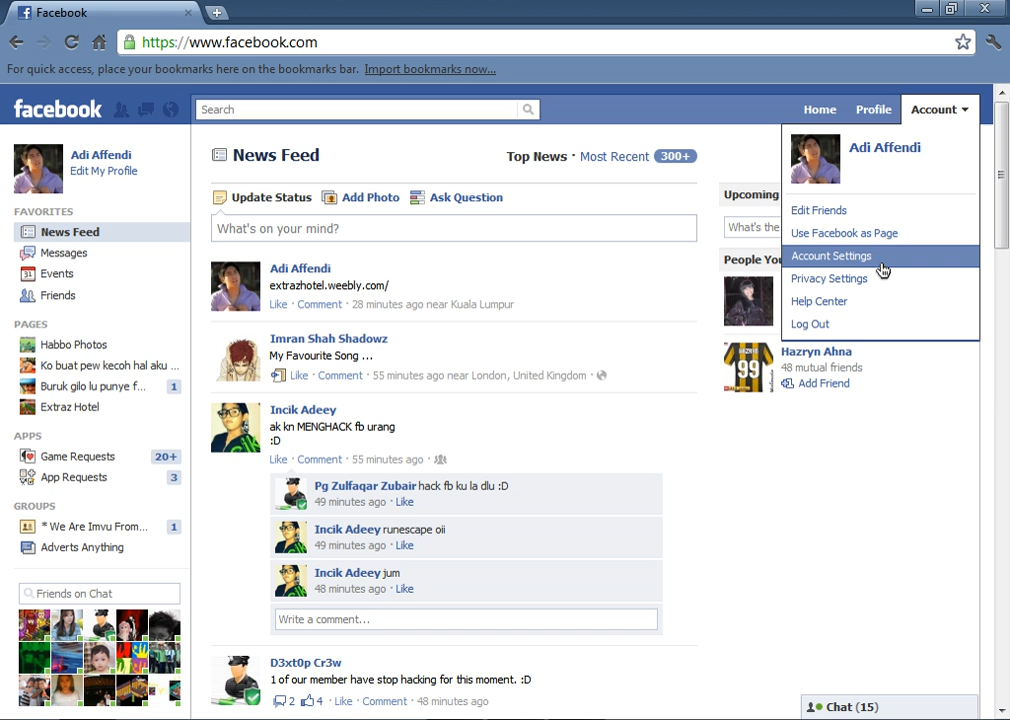 Facebook
https://www.facebook.com
For quick access, place your bookmarks here on the bookmarks bar. Import bookmarks now...
facebook
Search
Home Profile Account
Adi Affendi
Edit My Profile
FAVORITES
News Feed
Messages
Events
Friends
PAGES
Habbo Photos
Ko buat pew kecoh hal aku ...
Buruk gilo lu punye f... 1
Extraz Hotel
APPS
Game Requests 20+
App Requests 3
GROUPS
* We Are Imvu From... 1
Adverts Anything
Friends on Chat
News Feed
Top News · Most Recent 300+
Update Status Add Photo Ask Question
What's on your mind?
Adi Affendi
extrazhotel.weebly.com/
Like · Comment · 28 minutes ago near Kuala Lumpur
Imran Shah Shadowz
My Favourite Song ...
Like · Comment · 55 minutes ago near London, United Kingdom ·
Incik Adeey
ak kn MENGHACK fb urang
:D
Like · Comment · 55 minutes ago ·
Pg Zulfaqar Zubair hack fb ku la dlu :D
49 minutes ago · Like
Incik Adeey runescape oii
49 minutes ago · Like
Incik Adeey jum
48 minutes ago · Like
Write a comment...
D3xt0p Cr3w
1 of our member have stop hacking for this moment. :D
2 4 · Like · Comment · 48 minutes ago
Upcoming
What's the
People You
Adi Affendi
Edit Friends
Use Facebook as Page
Account Settings
Privacy Settings
Help Center
Log Out
99
Hazryn Ahna
48 mutual friends
Add Friend
Chat (15)